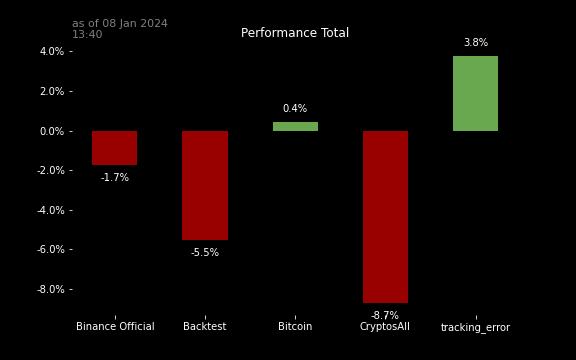 as of 08 Jan 2024
13:40
Performance Total
4.0%
2.0%
0.0%
-2.0%
-4.0%
-6.0%
-8.0%
-1.7%
-5.5%
0.4%
-8.7%
3.8%
Binance Official
Backtest
Bitcoin
CryptosAll
tracking_error